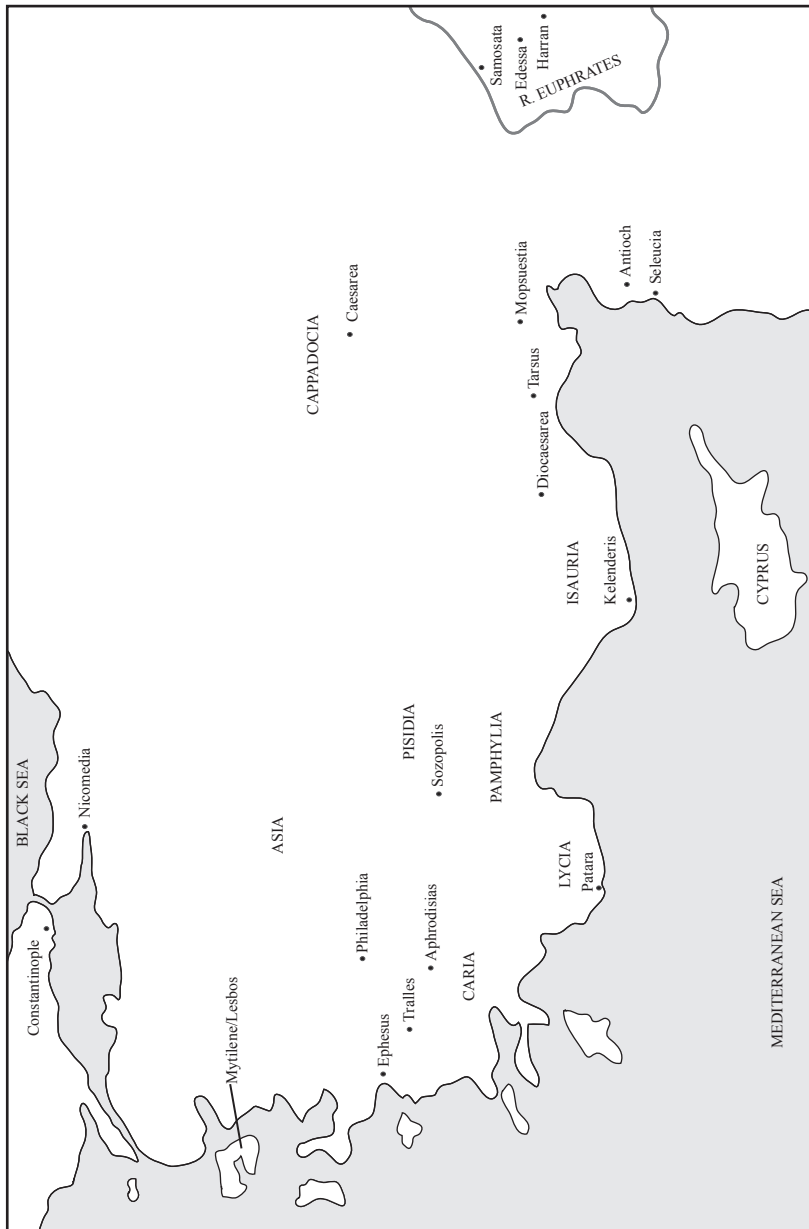 BLACK SEA
Constantinople
Nicomedia
Mytilene/Lesbos
ASIA
CAPPADOCIA
Caesarea
Samosata
Edessa
Harran
R. EUPHRATES
Philadelphia
Ephesus
Tralles
Aphrodisias
CARIA
PISIDIA
Sozopolis
PAMPHYLIA
LYCIA
Patara
ISAURIA
Kelenderis
Diocaesarea
Tarsus
Mopsuestia
Antioch
Seleucia
CYPRUS
MEDITERRANEAN SEA